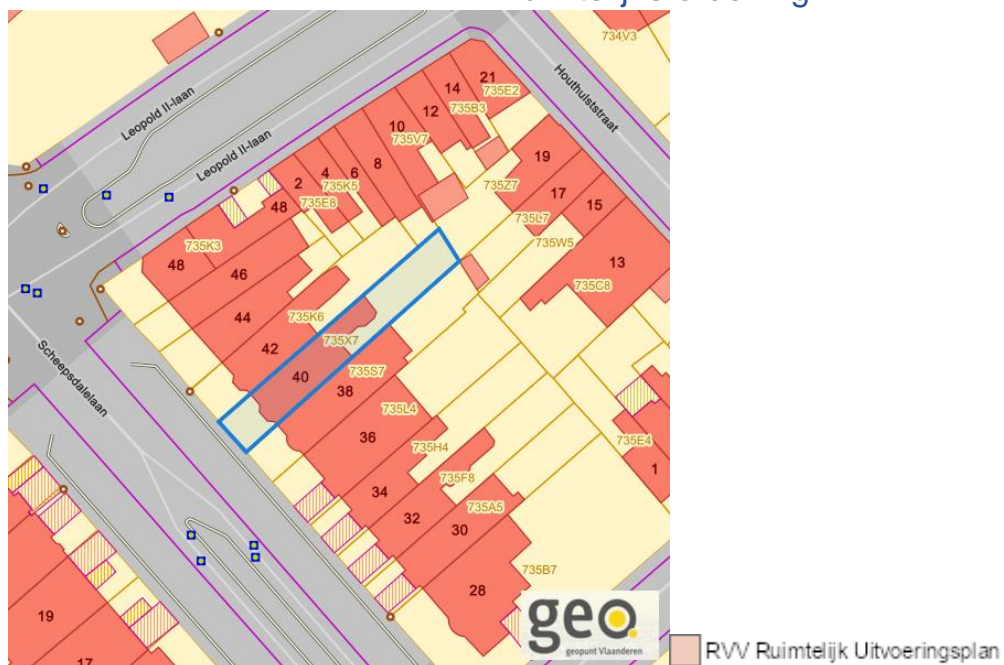 734V3
Leopold II-laan
Leopold II-laan
Houthulststraat
14
21
735E2
12
735B3
10
735V7
19
2
4
6
8
735K5
735Z7
17
15
48
735E8
735L7
735W5
48
735K3
46
13
735C8
44
735K6
42
735X7
40
735S7
38
Scheepsdalelaan
735L4
36
735H4
735E4
1
34
735F8
32
735A5
30
735B7
28
19
17
geo
geopunt Vlaanderen
RVV Ruimtelijk Uitvoeringsplan